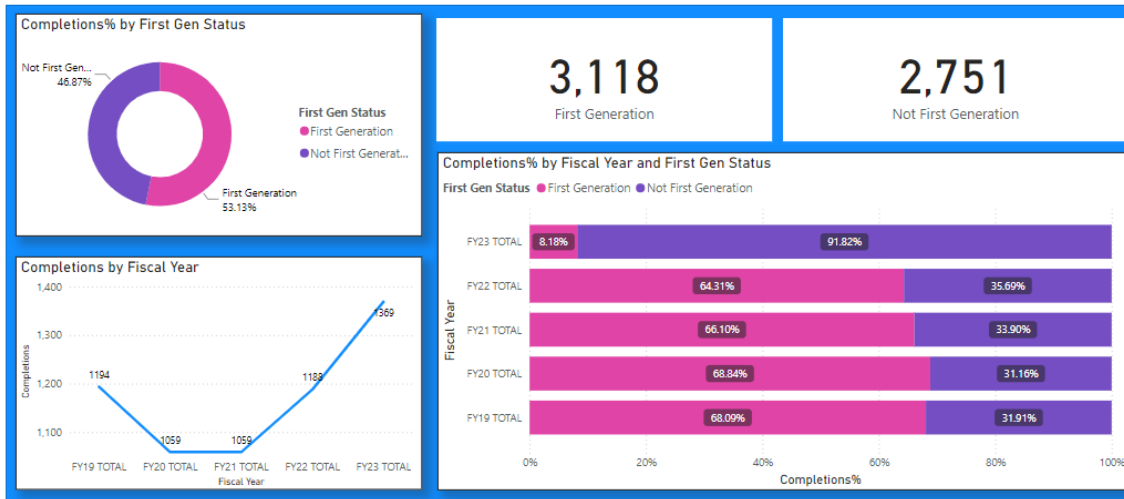 Completions% by First Gen Status
Not First Gen...
46.87%
First Gen Status
First Generation
Not First Generat...
First Generation
53.13%
3,118
First Generation
2,751
Not First Generation
Completions by Fiscal Year
1,400
1,300
1,200
1,100
Completions
1194
1059
1059
1188
1369
FY19 TOTAL
FY20 TOTAL
FY21 TOTAL
FY22 TOTAL
FY23 TOTAL
Fiscal Year
Completions% by Fiscal Year and First Gen Status
First Gen Status First Generation Not First Generation
Fiscal Year
FY23 TOTAL 8.18% 91.82%
FY22 TOTAL 64.31% 35.69%
FY21 TOTAL 66.10% 33.90%
FY20 TOTAL 68.84% 31.16%
FY19 TOTAL 68.09% 31.91%
0% 20% 40% 60% 80% 100%
Completions%